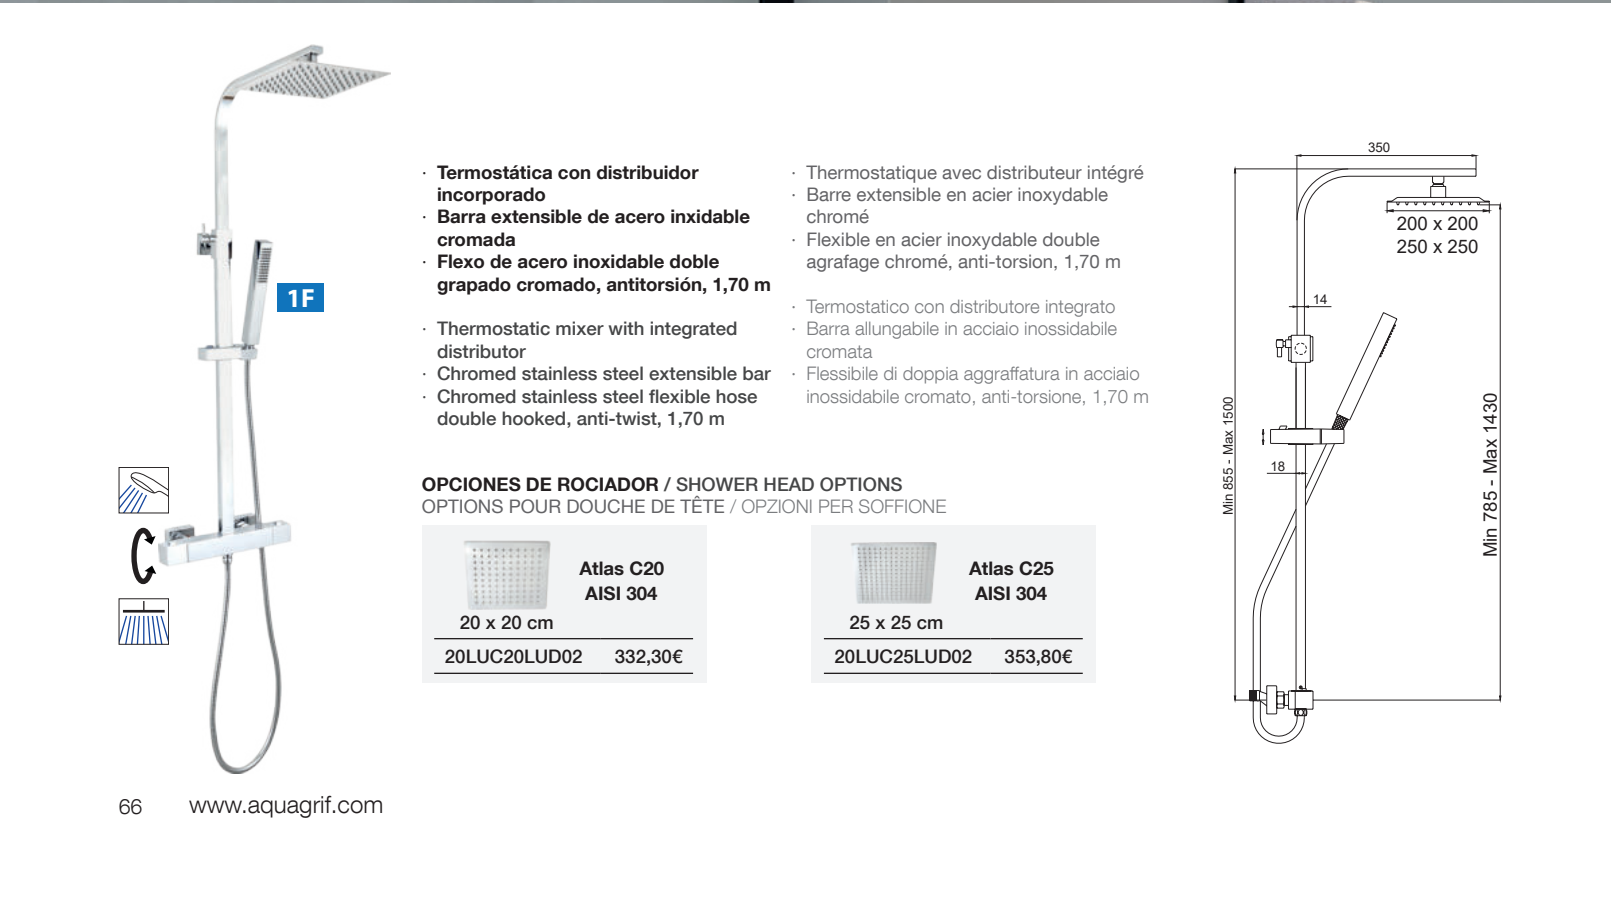 1F
· Termostática con distribuidor
incorporado
· Barra extensible de acero inxidable
cromada
· Flexo de acero inoxidable doble
grapado cromado, antitorsión, 1,70 m
· Thermostatic mixer with integrated
distributor
· Chromed stainless steel extensible bar
· Chromed stainless steel flexible hose
double hooked, anti-twist, 1,70 m
· Thermostatique avec distributeur intégré
· Barre extensible en acier inoxydable
chromé
· Flexible en acier inoxydable double
agrafage chromé, anti-torsion, 1,70 m
· Termostatico con distributore integrato
· Barra allungabile in acciaio inossidabile
cromata
· Flessibile di doppia aggraffatura in acciaio
inossidabile cromato, anti-torsione, 1,70 m
OPCIONES DE ROCIADOR / SHOWER HEAD OPTIONS
OPTIONS POUR DOUCHE DE TÊTE / OPZIONI PER SOFFIONE
Atlas C20
AISI 304
20 x 20 cm
20LUC20LUD02 332,30€
Atlas C25
AISI 304
25 x 25 cm
20LUC25LUD02 353,80€
350
200 x 200
250 x 250
14
18
Min 855 - Max 1500
Min 785 - Max 1430
66 www.aquagrif.com